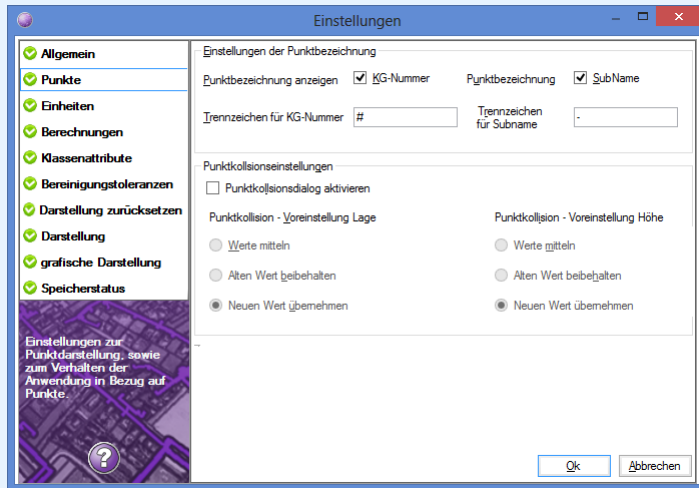 Einstellungen
Allgemein
Punkte
Einheiten
Berechnungen
Klassenattribute
Bereinigungstoleranzen
Darstellung zurücksetzen
Darstellung
grafische Darstellung
Speicherstatus
Einstellungen zur
Punktdarstellung, sowie
zum Verhalten der
Anwendung in Bezug auf
Punkte.
?
Einstellungen der Punktbezeichnung
Punktbezeichnung anzeigen KG-Nummer Punktbezeichnung SubName
Trennzeichen für KG-Nummer # Trennzeichen
für Subname -
Punktkollsionseinstellungen
Punktkollsionsdialog aktivieren
Punktkollision - Voreinstellung Lage Punktkollision - Voreinstellung Höhe
Werte mitteln Werte mitteln
Alten Wert beibehalten Alten Wert beibehalten
Neuen Wert übernehmen Neuen Wert übernehmen
Ok Abbrechen